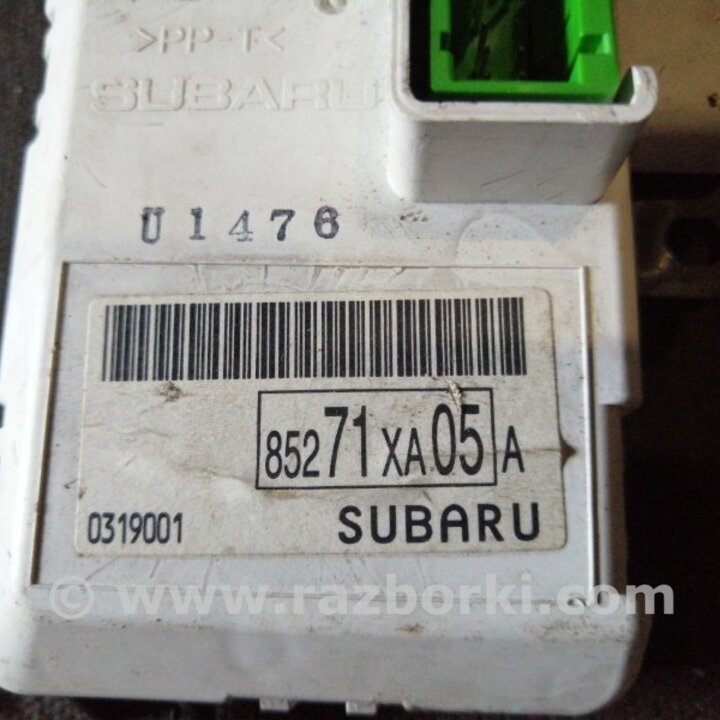 >PP-T<
SUBARU
U1476
85271XA05A
0319001 SUBARU
© www.razborki.com